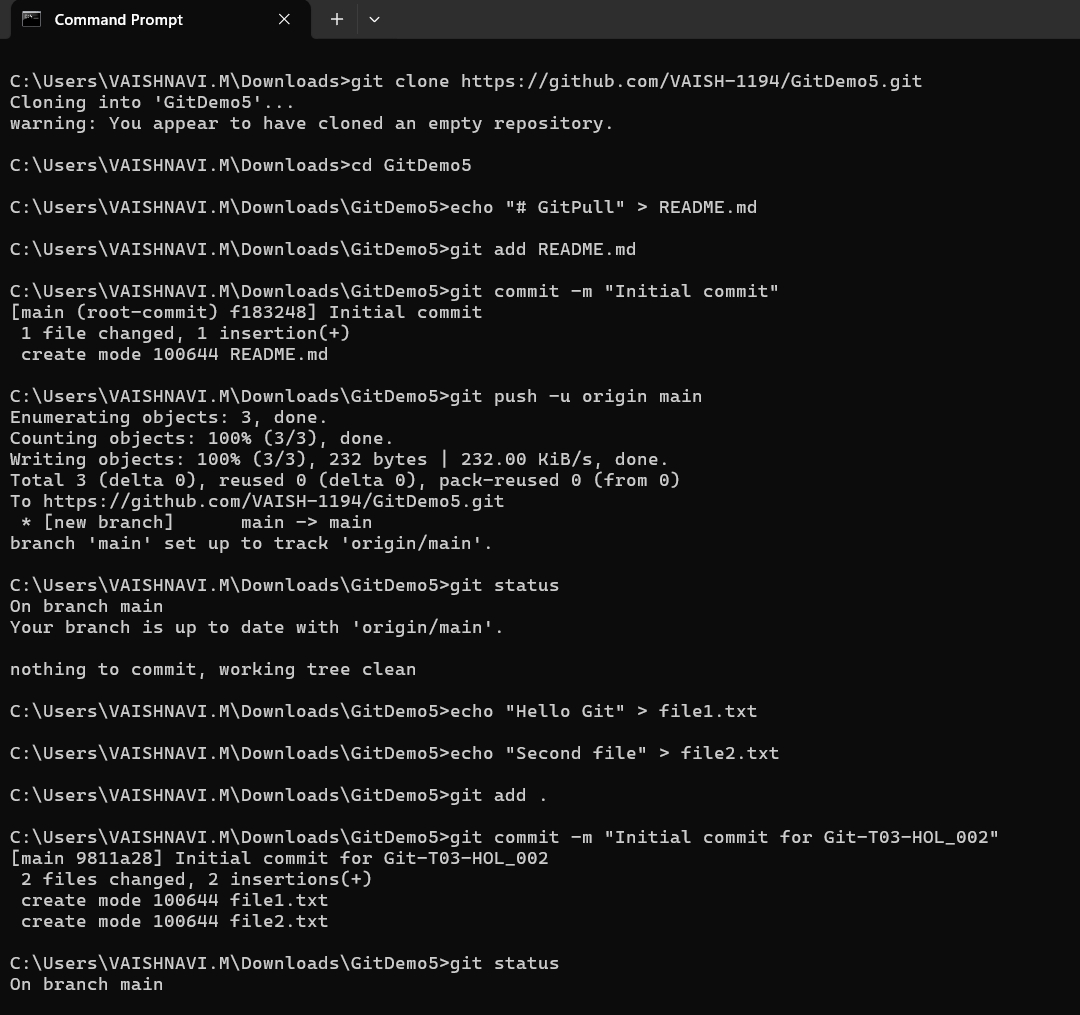 Command Prompt
C:\Users\VAISHNAVI.M\Downloads>git clone https://github.com/VAISH-1194/GitDemo5.git
Cloning into 'GitDemo5'...
warning: You appear to have cloned an empty repository.
C:\Users\VAISHNAVI.M\Downloads>cd GitDemo5
C:\Users\VAISHNAVI.M\Downloads\GitDemo5>echo "# GitPull" > README.md
C:\Users\VAISHNAVI.M\Downloads\GitDemo5>git add README.md
C:\Users\VAISHNAVI.M\Downloads\GitDemo5>git commit -m "Initial commit"
[main (root-commit) f183248] Initial commit
 1 file changed, 1 insertion(+)
 create mode 100644 README.md
C:\Users\VAISHNAVI.M\Downloads\GitDemo5>git push -u origin main
Enumerating objects: 3, done.
Counting objects: 100% (3/3), done.
Writing objects: 100% (3/3), 232 bytes | 232.00 KiB/s, done.
Total 3 (delta 0), reused 0 (delta 0), pack-reused 0 (from 0)
To https://github.com/VAISH-1194/GitDemo5.git
 * [new branch]      main -> main
branch 'main' set up to track 'origin/main'.
C:\Users\VAISHNAVI.M\Downloads\GitDemo5>git status
On branch main
Your branch is up to date with 'origin/main'.
nothing to commit, working tree clean
C:\Users\VAISHNAVI.M\Downloads\GitDemo5>echo "Hello Git" > file1.txt
C:\Users\VAISHNAVI.M\Downloads\GitDemo5>echo "Second file" > file2.txt
C:\Users\VAISHNAVI.M\Downloads\GitDemo5>git add .
C:\Users\VAISHNAVI.M\Downloads\GitDemo5>git commit -m "Initial commit for Git-T03-HOL_002"
[main 9811a28] Initial commit for Git-T03-HOL_002
 2 files changed, 2 insertions(+)
 create mode 100644 file1.txt
 create mode 100644 file2.txt
C:\Users\VAISHNAVI.M\Downloads\GitDemo5>git status
On branch main